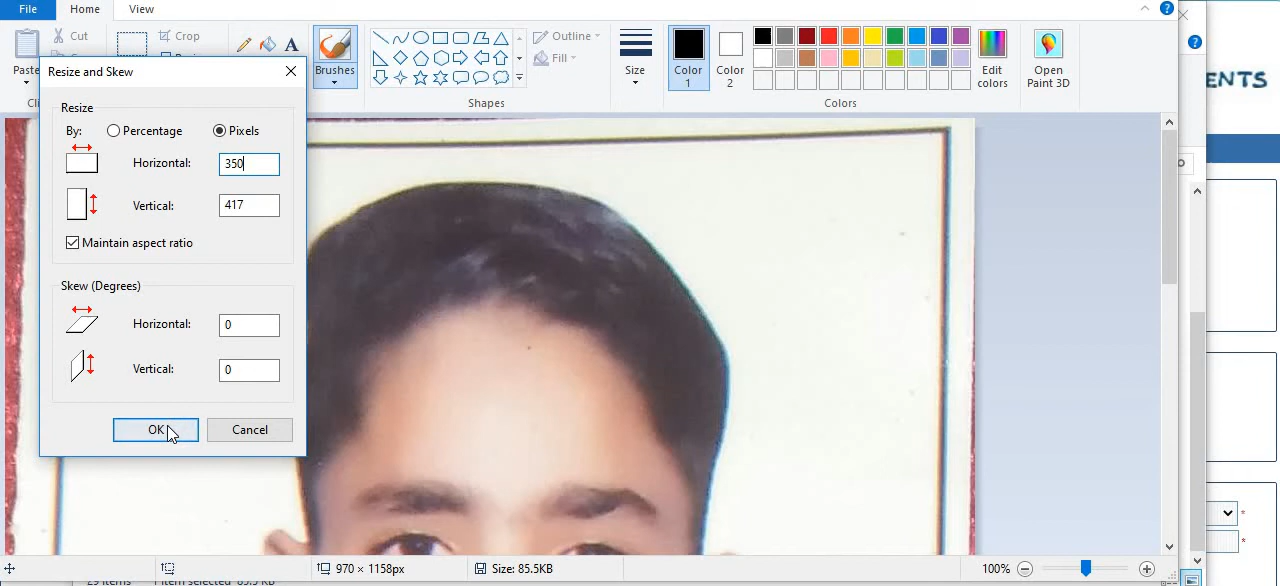 File Home View
Cut
Crop
Paste
Brushes
Outline
Fill
Size
Color 1
Color 2
Edit colors
Open Paint 3D
Shapes
Colors
ENTS
Resize and Skew
Resize
By: Percentage Pixels
Horizontal: 350
Vertical: 417
Maintain aspect ratio
Skew (Degrees)
Horizontal: 0
Vertical: 0
OK Cancel
970 × 1158px Size: 85.5KB 100%